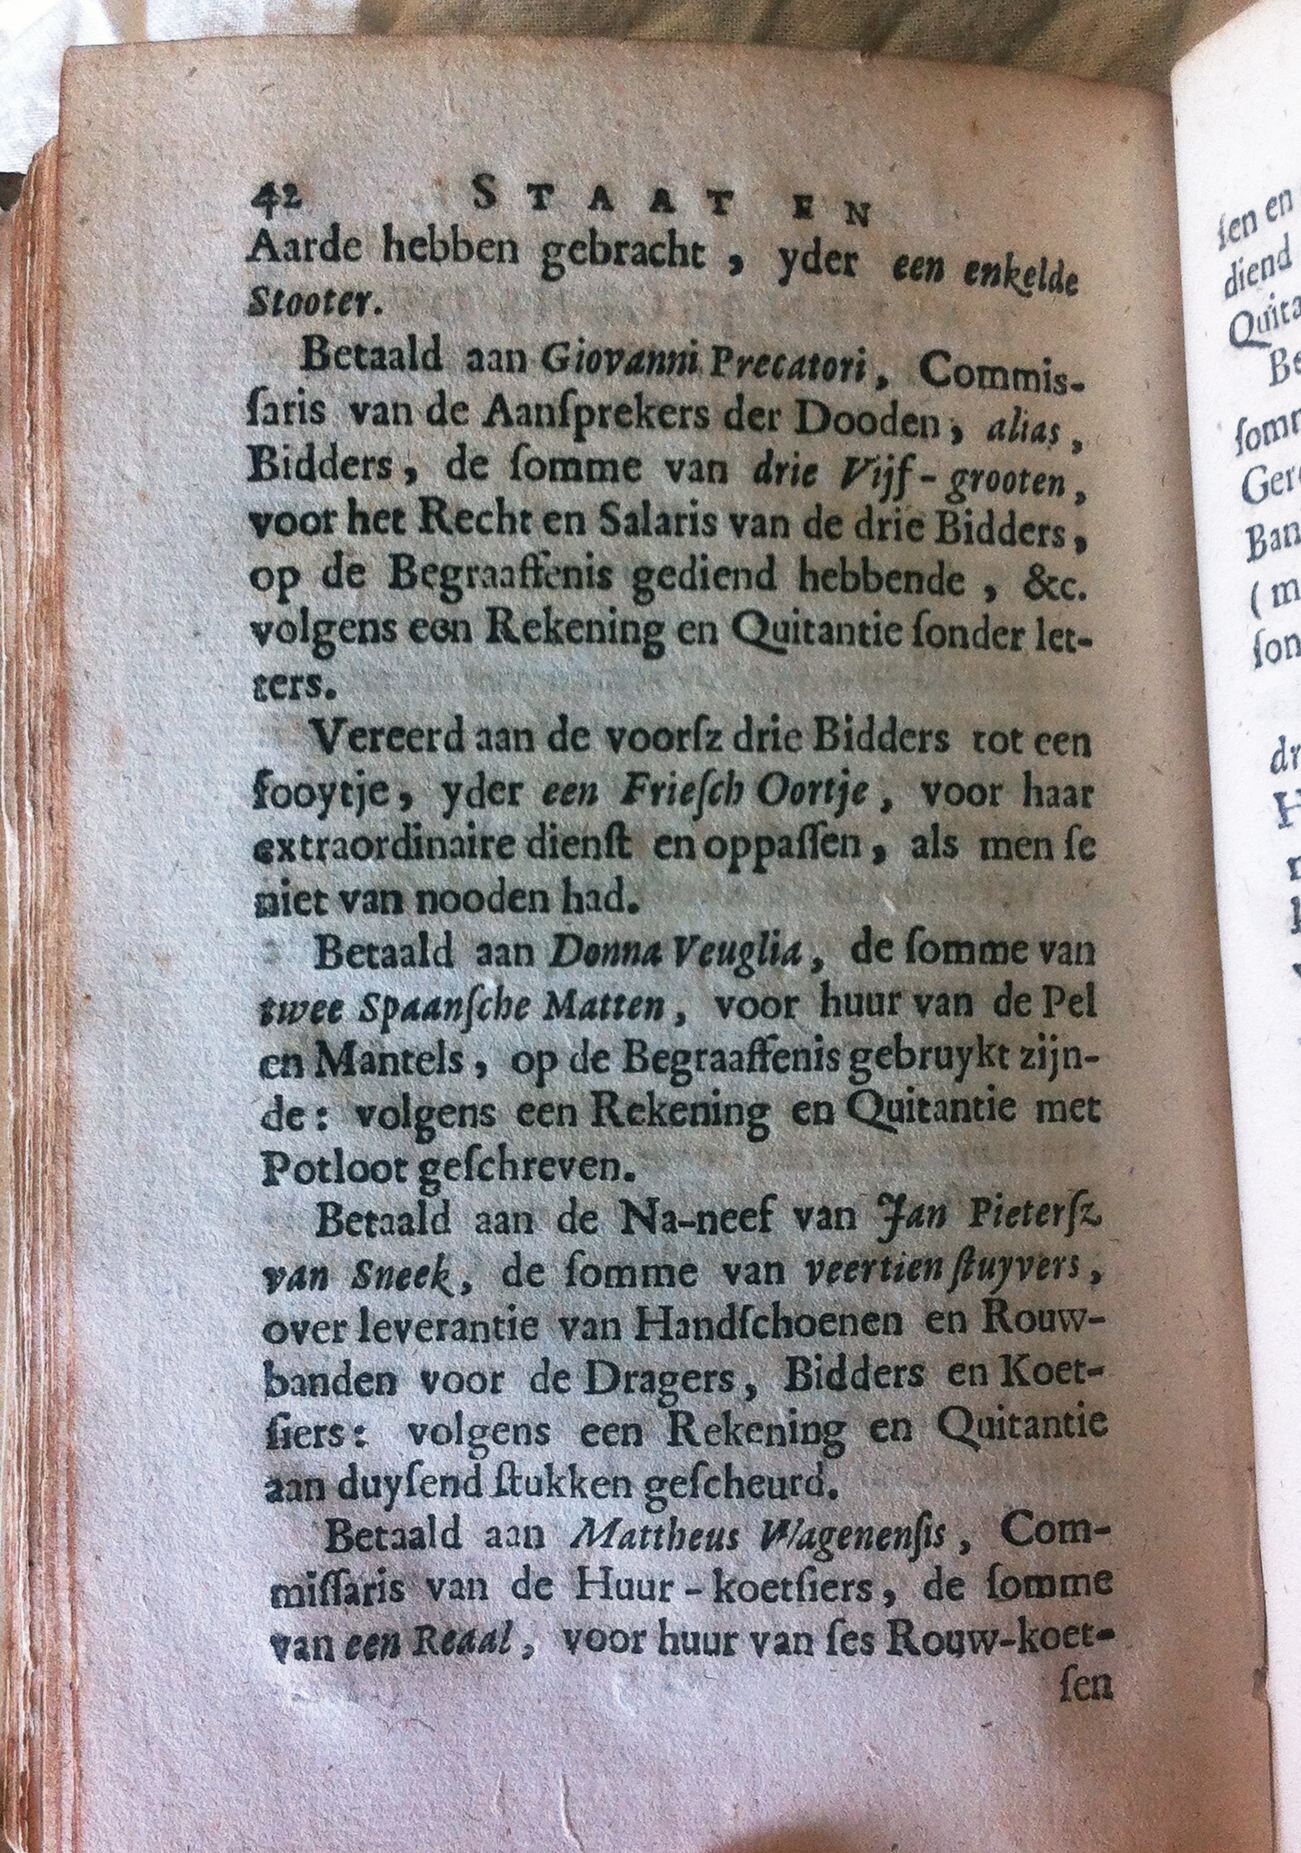 42 STAAT EN
Aarde hebben gebracht, yder een enkelde
Stooter.
Betaald aan Giovanni Precatori, Commis-
ſaris van de Aanſprekers der Dooden, alias,
Bidders, de ſomme van drie Vijf-grooten,
voor het Recht en Salaris van de drie Bidders,
op de Begraaffenis gediend hebbende, &c.
volgens een Rekening en Quitantie ſonder let-
ters.
Vereerd aan de voorſz drie Bidders tot een
fooytje, yder een Frieſch Oortje, voor haar
extraordinaire dienſt en oppaſſen, als men ſe
niet van nooden had.
Betaald aan Donna Veuglia, de ſomme van
twee Spaanſche Matten, voor huur van de Pel
en Mantels, op de Begraaffenis gebruykt zijn-
de: volgens een Rekening en Quitantie met
Potloot geſchreven.
Betaald aan de Na-neef van Jan Pieterſz
van Sneek, de ſomme van veertien ſtuyvers,
over leverantie van Handſchoenen en Rouw-
banden voor de Dragers, Bidders en Koet-
ſiers: volgens een Rekening en Quitantie
aan duyſend ſtukken geſcheurd.
Betaald aan Mattheus Wagenenſis, Com-
miſſaris van de Huur-koetſiers, de ſomme
van een Reaal, voor huur van ſes Rouw-koet-
ſen
ſen en
diend
Quita
Be
ſomm
Ban
(m
ſon